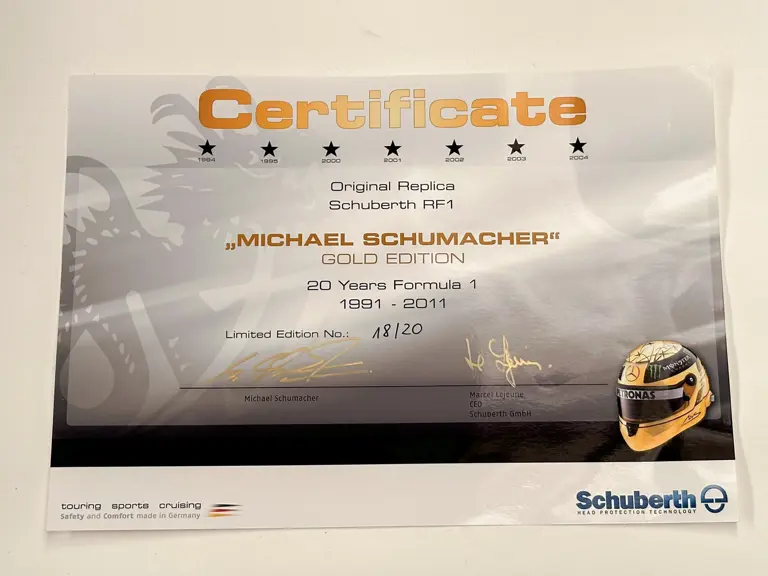 Certificate
1994 1995 2000 2001 2002 2003 2004
Original Replica
Schuberth RF1
„MICHAEL SCHUMACHER“
GOLD EDITION
20 Years Formula 1
1991 - 2011
Limited Edition No.: 18/20
Michael Schumacher
Marcel Lejeune
CEO
Schuberth GmbH
MONSTER
PETRONAS
touring sports cruising
Safety and Comfort made in Germany
Schuberth
HEAD PROTECTION TECHNOLOGY